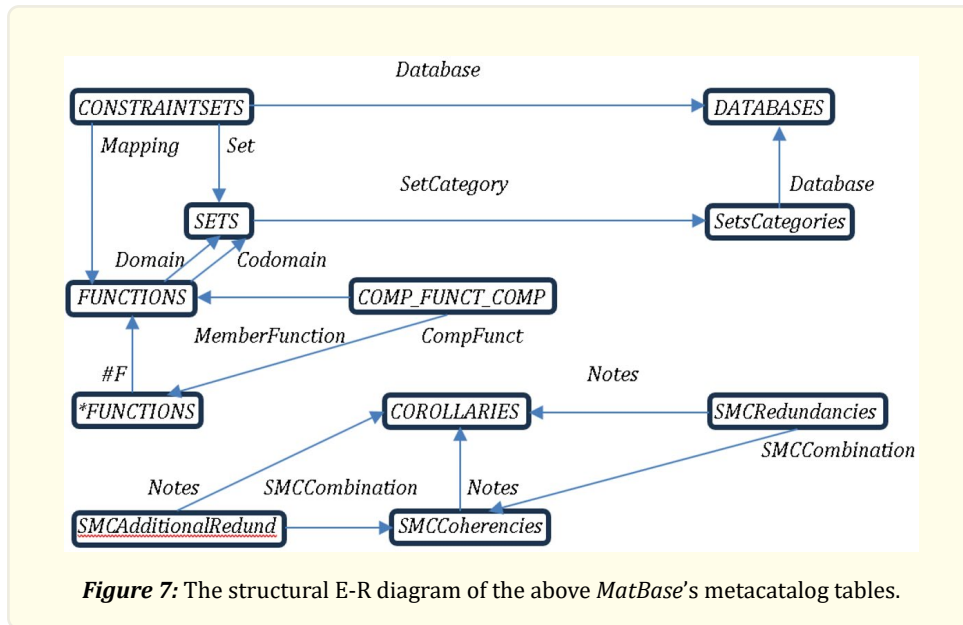 Database
CONSTRAINTSETS
DATABASES
Mapping
Set
SetCategory
Database
SETS
SetsCategories
Domain
Codomain
FUNCTIONS
COMP_FUNCT_COMP
MemberFunction
CompFunct
#F
Notes
*FUNCTIONS
COROLLARIES
SMCRedundancies
SMCCombination
Notes
SMCCombination
Notes
SMCAdditionalRedund
SMCCoherencies
Figure 7: The structural E-R diagram of the above MatBase's metacatalog tables.